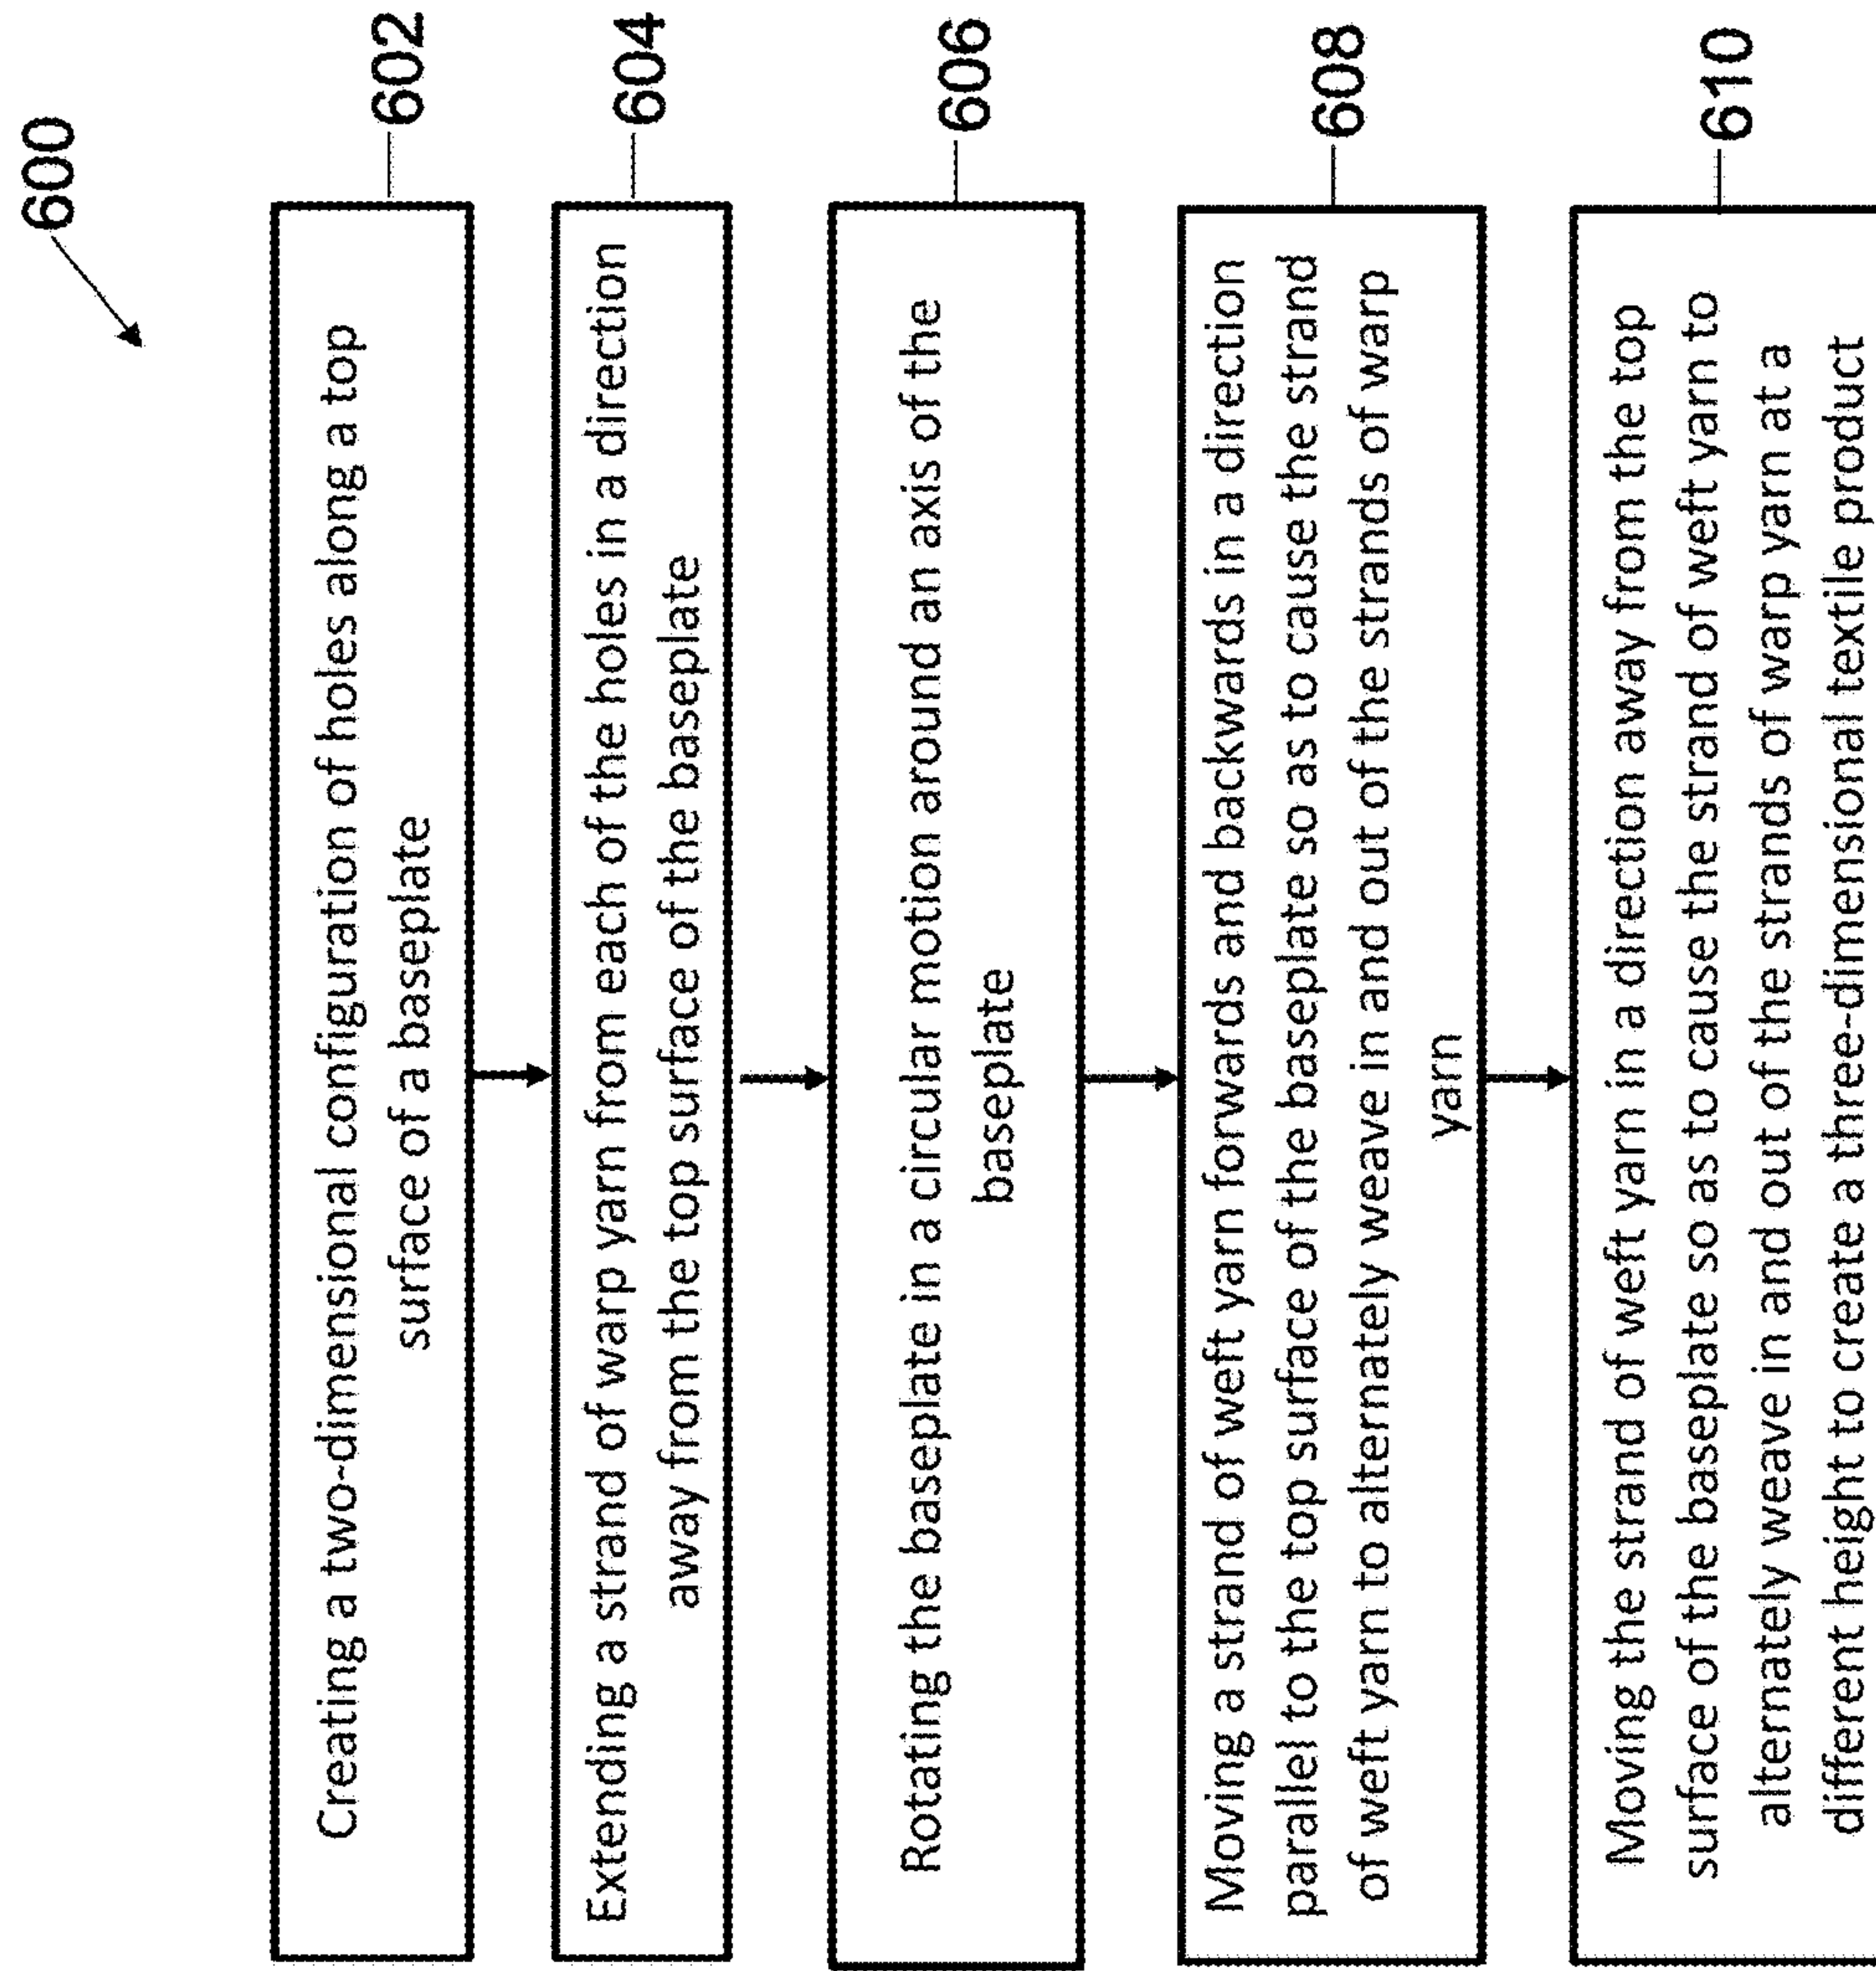 600
Creating a two-dimensional configuration of holes along a top
surface of a baseplate
602
Extending a strand of warp yarn from each of the holes in a direction
away from the top surface of the baseplate
604
Rotating the baseplate in a circular motion around an axis of the
baseplate
606
Moving a strand of weft yarn forwards and backwards in a direction
parallel to the top surface of the baseplate so as to cause the strand
of weft yarn to alternately weave in and out of the strands of warp
yarn
608
Moving the strand of weft yarn in a direction away from the top
surface of the baseplate so as to cause the strand of weft yarn to
alternately weave in and out of the strands of warp yarn at a
different height to create a three-dimensional textile product
610